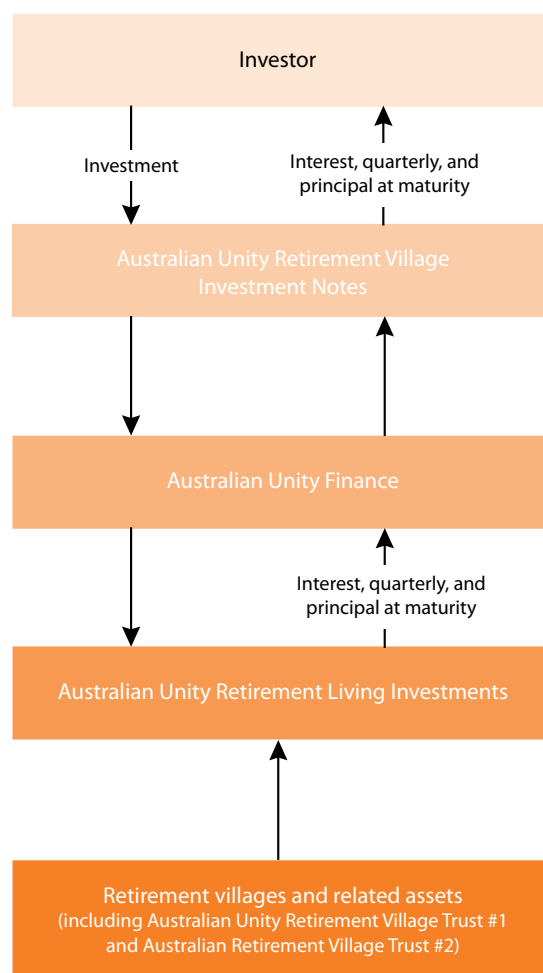 Investor
Investment
Interest, quarterly, and
principal at maturity
Australian Unity Retirement Village
Investment Notes
Australian Unity Finance
Interest, quarterly, and
principal at maturity
Australian Unity Retirement Living Investments
Retirement villages and related assets
(including Australian Unity Retirement Village Trust #1
and Australian Retirement Village Trust #2)